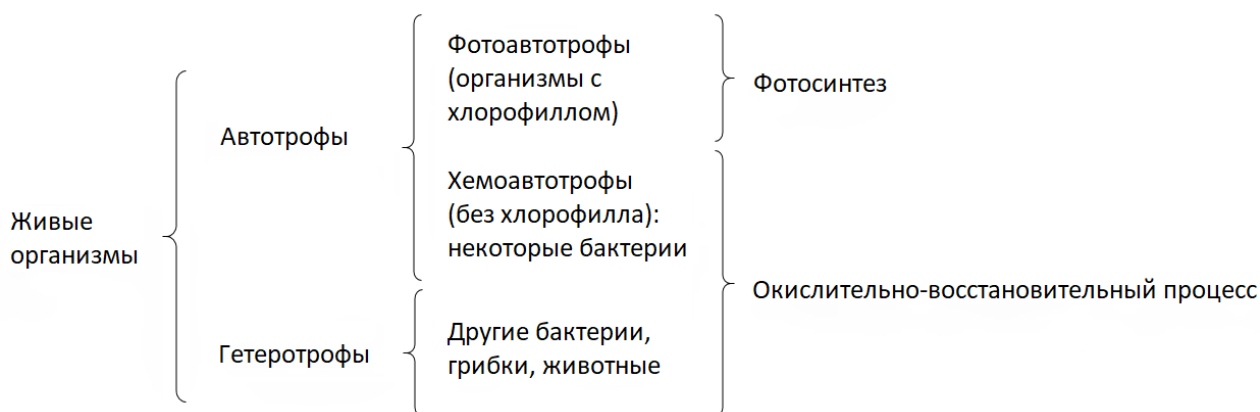 Живые
организмы
Автотрофы
Гетеротрофы
Фотоавтотрофы
(организмы с
хлорофиллом)
Хемоавтотрофы
(без хлорофилла):
некоторые бактерии
Другие бактерии,
грибки, животные
Фотосинтез
Окислительно-восстановительный процесс